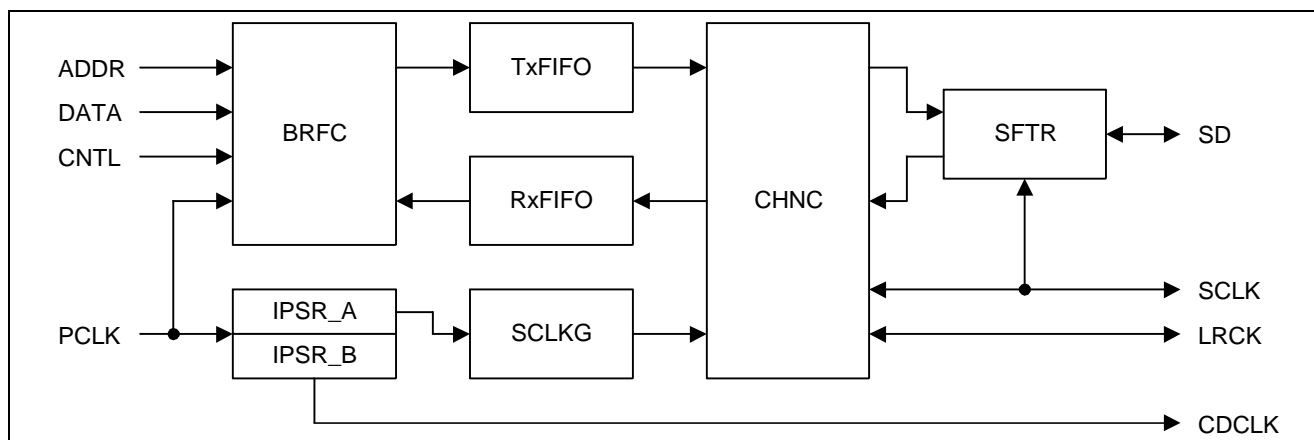 ADDR
DATA
CNTL
PCLK
BRFC
TxFIFO
RxFIFO
IPSR_A
IPSR_B
SCLKG
CHNC
SFTR
SD
SCLK
LRCK
CDCLK